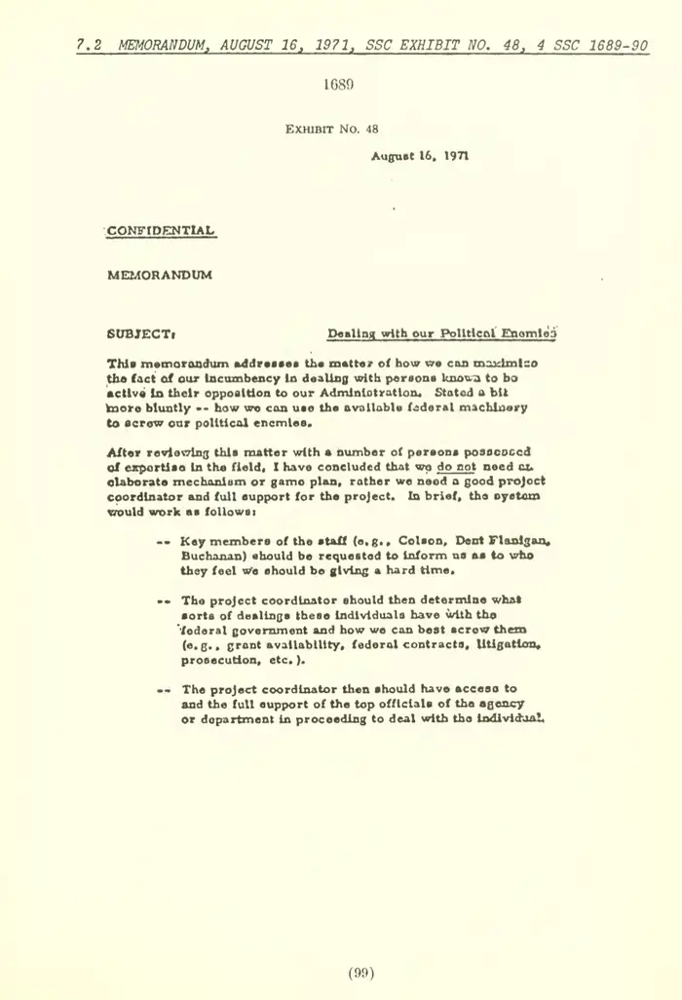 7.2 MEMORANDUM, AUGUST 16, 1971, SSC EXHIBIT NO. 48, 4 SSC 1689-90
1689
EXHIBIT NO. 48
August 16, 1971
CONFIDENTIAL
MEMORANDUM
SUBJECT: Dealing with our Political Enemies
This memorandum addresses the matter of how we can maximize
the fact of our incumbency in dealing with persons known to be
active in their opposition to our Administration. Stated a bit
more bluntly -- how we can use the available federal machinery
to screw our political enemies.
After reviewing this matter with a number of persons possessed
of expertise in the field, I have concluded that we do not need an
elaborate mechanism or game plan, rather we need a good project
coordinator and full support for the project. In brief, the system
would work as follows:
-- Key members of the staff (e.g., Colson, Dent Flanigan,
Buchanan) should be requested to inform us as to who
they feel we should be giving a hard time.
-- The project coordinator should then determine what
sorts of dealings these individuals have with the
federal government and how we can best screw them
(e.g., grant availability, federal contracts, litigation,
prosecution, etc.).
-- The project coordinator then should have access to
and the full support of the top officials of the agency
or department in proceeding to deal with the individual.
(99)